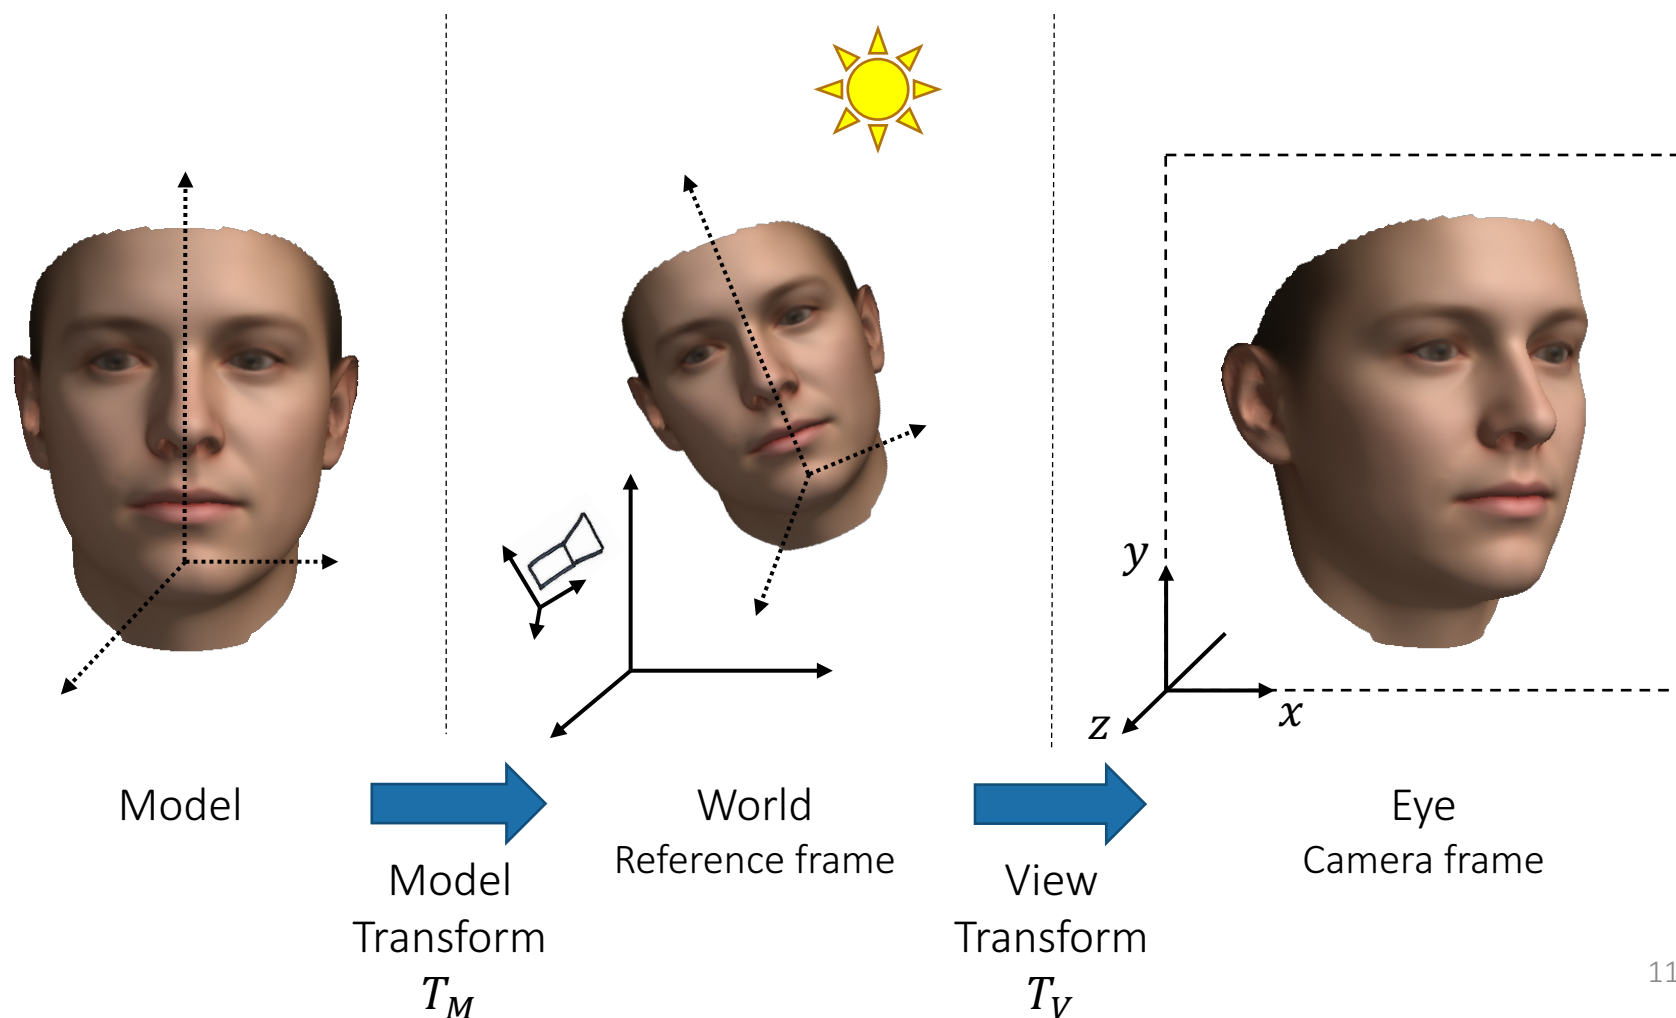 y
z
x
Model
World
Reference frame
Eye
Camera frame
Model
Transform
T_M
View
Transform
T_V
11